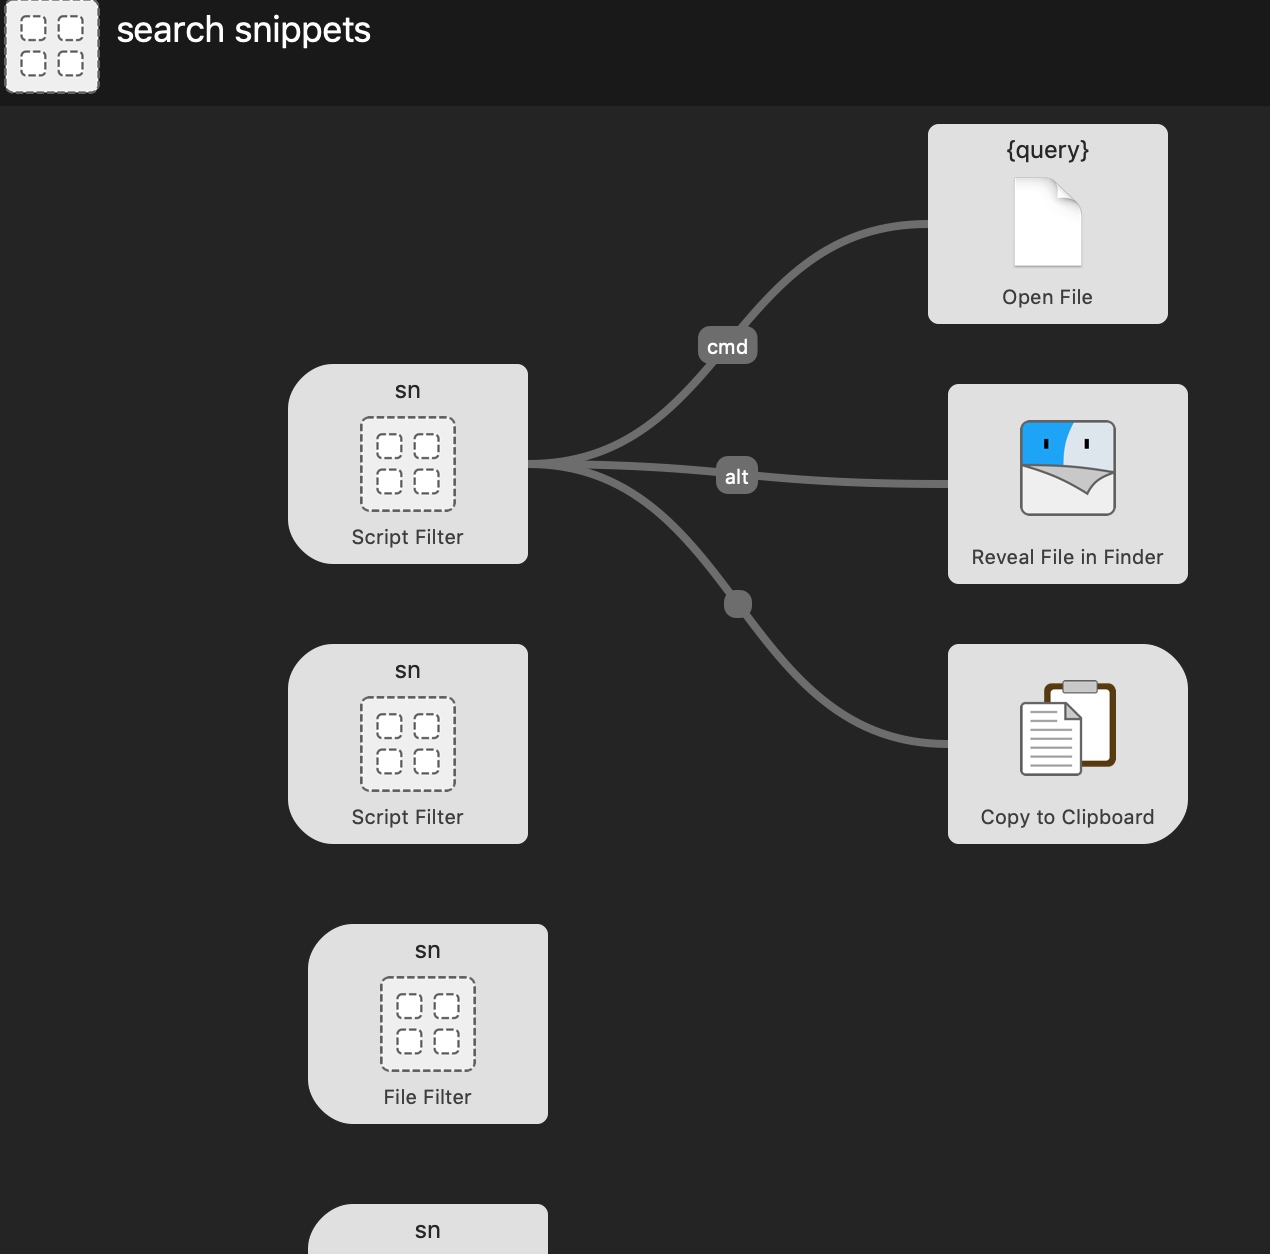 search snippets
{query}
Open File
cmd
sn
Script Filter
alt
Reveal File in Finder
sn
Script Filter
Copy to Clipboard
sn
File Filter
sn